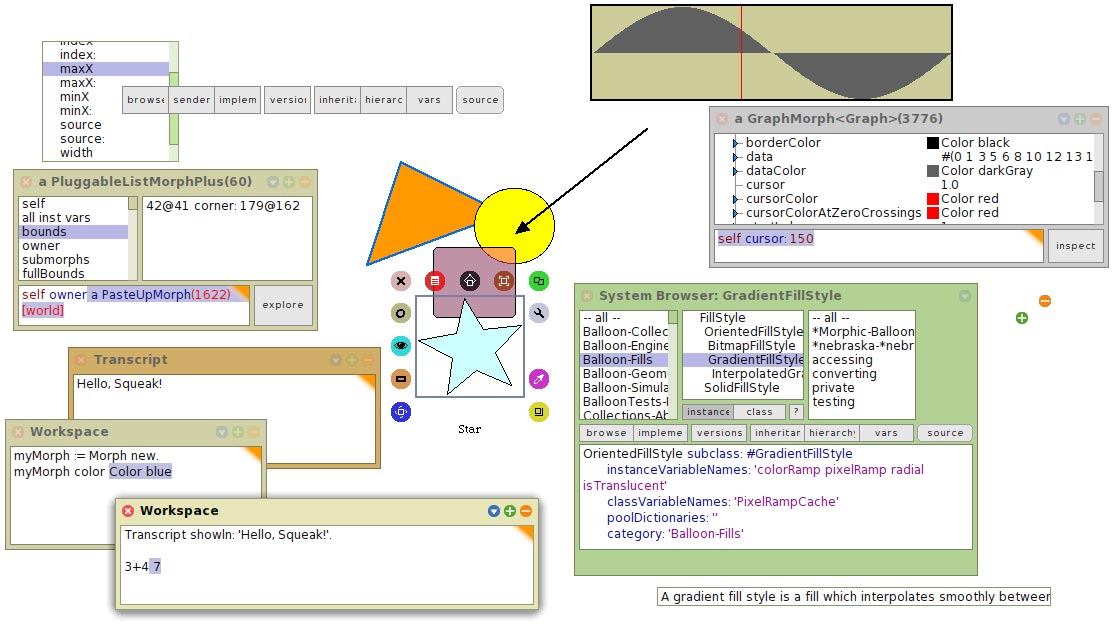 index
index:
maxX
maxX:
minX
minX:
source
source:
width
browse sender implem version inherita hierarc vars source
a PluggableListMorphPlus(60)
self
all inst vars
bounds
owner
submorphs
fullBounds
42@41 corner: 179@162
self owner a PasteUpMorph(1622)
[world]
explore
Transcript
Hello, Squeak!
Workspace
myMorph := Morph new.
myMorph color Color blue
Workspace
Transcript showln: 'Hello, Squeak!'.
3+4 7
Star
a GraphMorph<Graph>(3776)
borderColor
data
dataColor
cursor
cursorColor
cursorColorAtZeroCrossings
Color black
#(0 1 3 5 6 8 10 12 13 1
Color darkGray
1.0
Color red
Color red
self cursor: 150
inspect
System Browser: GradientFillStyle
-- all --
Balloon-Collec
Balloon-Engine
Balloon-Fills
Balloon-Geom
Balloon-Simula
BalloonTests-I
Collections-Ab
FillStyle
OrientedFillStyle
BitmapFillStyle
GradientFillStyle
InterpolatedGra
SolidFillStyle
instance class ?
-- all --
*Morphic-Balloon
*nebraska-*nebr
accessing
converting
private
testing
browse impleme versions inheritar hierarchy vars source
OrientedFillStyle subclass: #GradientFillStyle
instanceVariableNames: 'colorRamp pixelRamp radial
isTranslucent'
classVariableNames: 'PixelRampCache'
poolDictionaries: ''
category: 'Balloon-Fills'
A gradient fill style is a fill which interpolates smoothly between